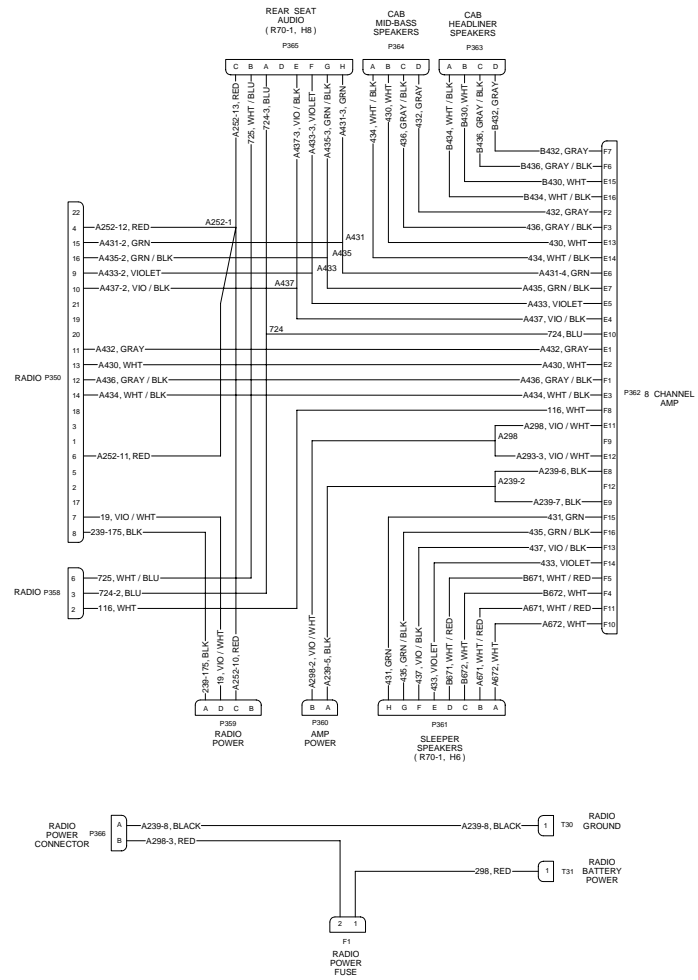 REAR SEAT
AUDIO
( R70-1, H8)
P365
CAB
MID-BASS
SPEAKERS
P364
CAB
HEADLINER
SPEAKERS
P363
C B A D E F G H
A B C D
A B C D
A252-13, RED
725, WHT / BLU
724-3, BLU
A437-3, VIO / BLK
A433-3, VIOLET
A435-3, GRN / BLK
A431-3, GRN
434, WHT / BLK
430, WHT
436, GRAY / BLK
432, GRAY
B434, WHT / BLK
B430, WHT
B436, GRAY / BLK
B432, GRAY
B432, GRAY F7
B436, GRAY / BLK F6
B430, WHT E15
B434, WHT / BLK E16
22
432, GRAY F2
4 A252-12, RED A252-1
436, GRAY / BLK F3
15 A431-2, GRN A431
430, WHT E13
16 A435-2, GRN / BLK A435
434, WHT / BLK E14
9 A433-2, VIOLET A433
A431-4, GRN E6
10 A437-2, VIO / BLK A437
A435, GRN / BLK E7
21
A433, VIOLET E5
19
A437, VIO / BLK E4
20 724
724, BLU E10
11 A432, GRAY
A432, GRAY E1
13 A430, WHT
A430, WHT E2
RADIO P350
12 A436, GRAY / BLK
A436, GRAY / BLK F1
14 A434, WHT / BLK
A434, WHT / BLK E3
P362 8 CHANNEL
AMP
18
116, WHT F8
3
A298, VIO / WHT E11
1
A298
F9
6 A252-11, RED
A293-3, VIO / WHT E12
5
A239-6, BLK E8
2
A239-2
F12
17
A239-7, BLK E9
7 19, VIO / WHT
431, GRN F15
8 239-175, BLK
435, GRN / BLK F16
437, VIO / BLK F13
433, VIOLET F14
RADIO P358
6 725, WHT / BLU
B671, WHT / RED F5
3 724-2, BLU
B672, WHT F4
2 116, WHT
A671, WHT / RED F11
A672, WHT F10
239-175, BLK
19, VIO / WHT
A252-10, RED
A298-2, VIO / WHT
A239-5, BLK
431, GRN
435, GRN / BLK
437, VIO / BLK
433, VIOLET
B671, WHT / RED
B672, WHT
A671, WHT / RED
A672, WHT
A D C B
B A
H G F E D C B A
P359
RADIO
POWER
P360
AMP
POWER
P361
SLEEPER
SPEAKERS
( R70-1, H6)
RADIO
POWER
CONNECTOR
P366
A A239-8, BLACK
B A298-3, RED
A239-8, BLACK 1 T30
RADIO
GROUND
298, RED 1 T31
RADIO
BATTERY
POWER
2 1
F1
RADIO
POWER
FUSE